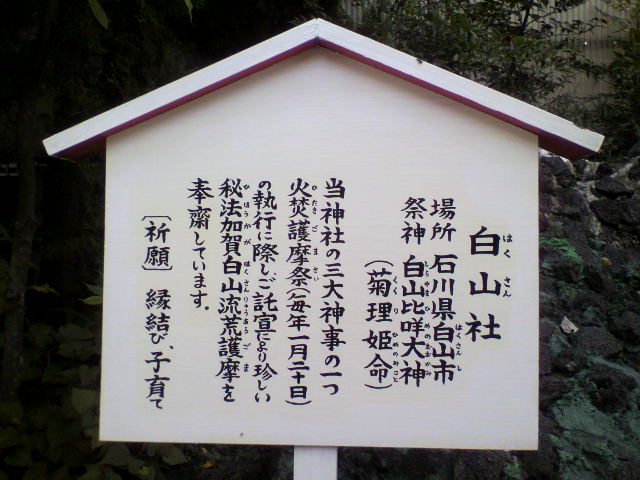 白山社
場所 石川県白山市
祭神 白山比咩大神
（菊理姫命）
当神社の三大神事の一つ
火焚護摩祭（毎年一月二十日）
の執行に際し、ご託宣により珍しい
秘法加賀白山流荒護摩を
奉齋しています。
〔祈願〕 縁結び、子育て